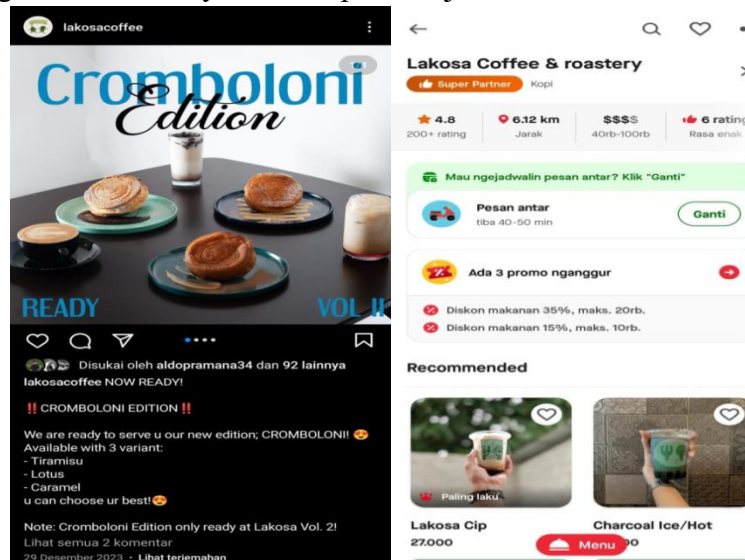 lakosacoffee
Cromboloni
Edition
READY
VOL II
Disukai oleh aldopramana34 dan 92 lainnya
lakosacoffee NOW READY!
‼️ CROMBOLONI EDITION ‼️
We are ready to serve u our new edition; CROMBOLONI! 😍
Available with 3 variant:
- Tiramisu
- Lotus
- Caramel
u can choose ur best!😍
Note: Cromboloni Edition only ready at Lakosa Vol. 2!
Lihat semua 2 komentar
29 Desember 2023 • Lihat terjemahan
Lakosa Coffee & roastery
Super Partner
Kopi
4.8
200+ rating
6.12 km
Jarak
$$$$
40rb-100rb
6 rating
Rasa enak
Mau ngejadwalin pesan antar? Klik "Ganti"
Pesan antar
tiba 40-50 min
Ganti
Ada 3 promo nganggur
Diskon makanan 35%, maks. 20rb.
Diskon makanan 15%, maks. 10rb.
Recommended
Paling laku
Lakosa Cip
27.000
Charcoal Ice/Hot
Menu